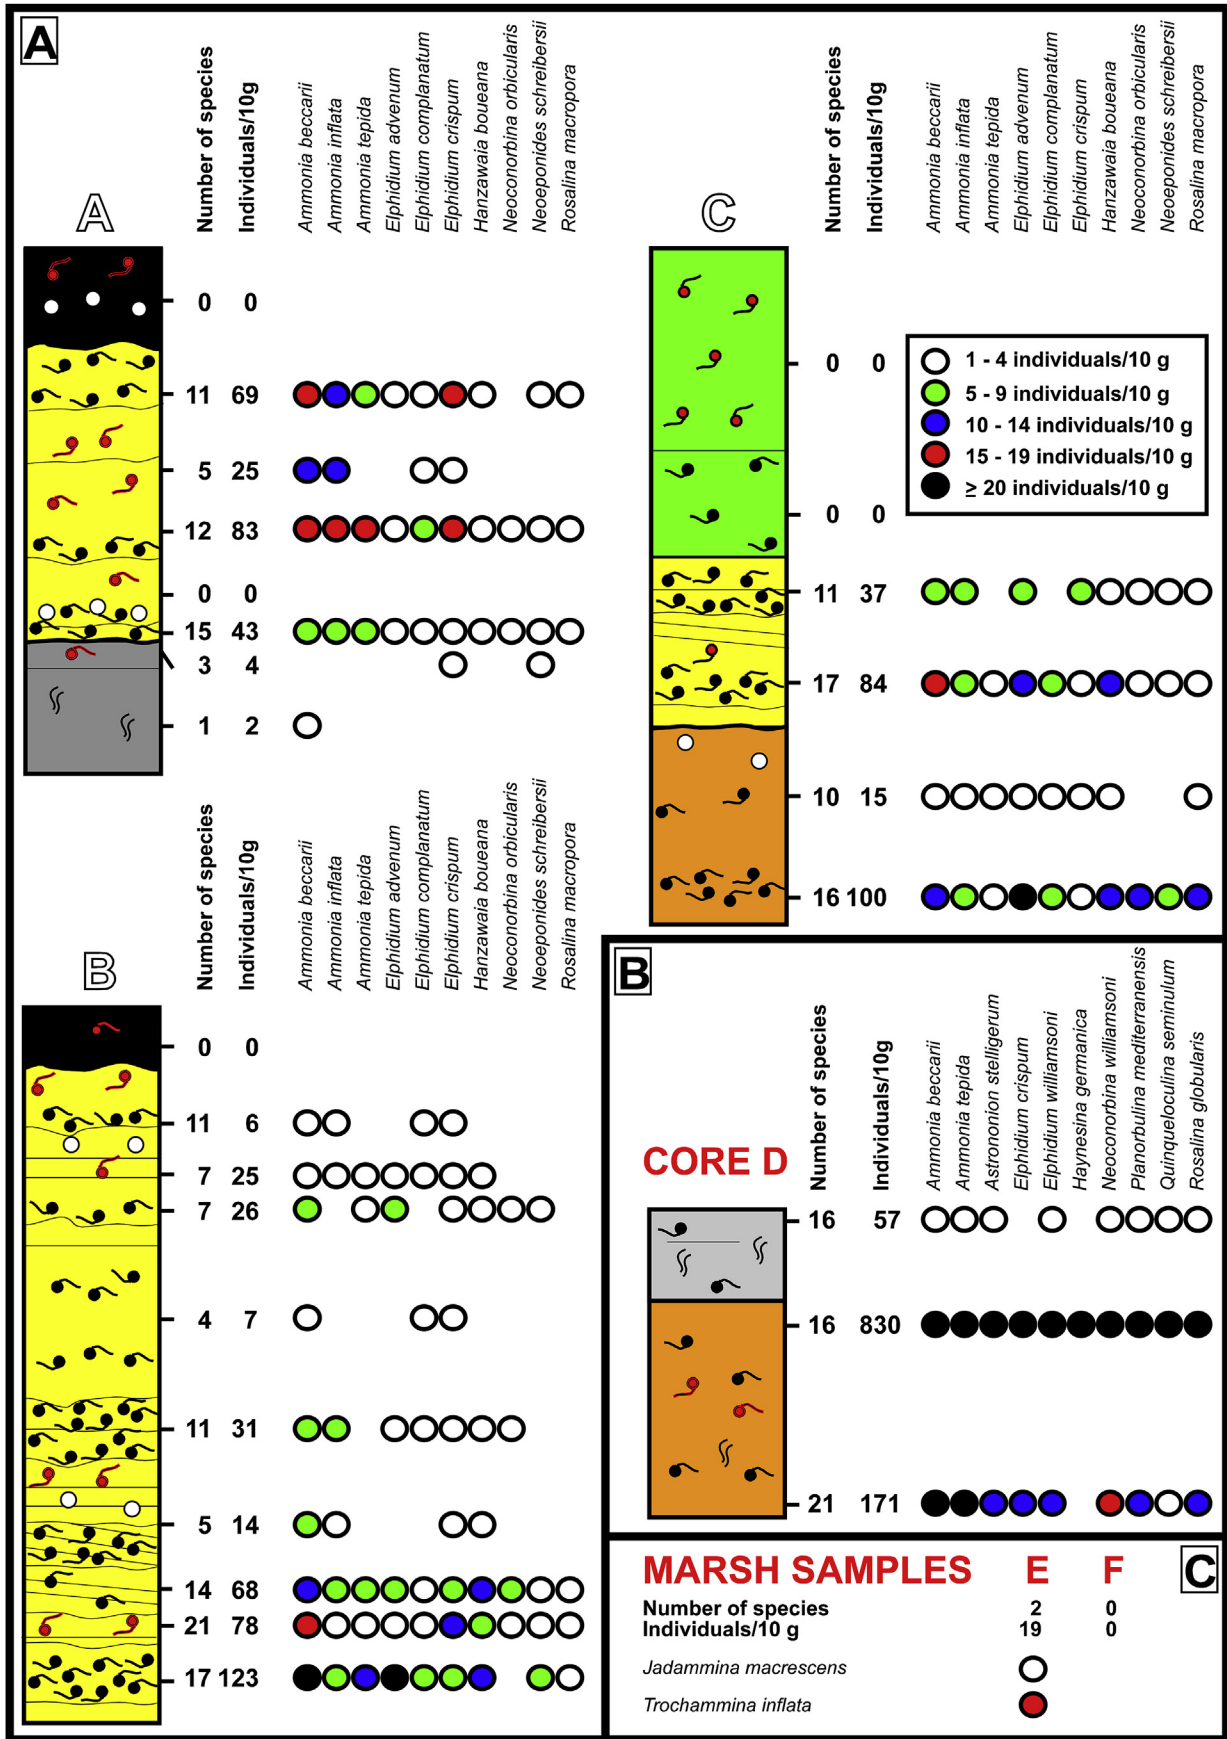 A
Number of species
Individuals/10g
Ammonia beccarii
Ammonia inflata
Ammonia tepida
Elphidium advenum
Elphidium complanatum
Elphidium crispum
Hanzawaia boueana
Neoconorbina orbicularis
Neoeponides schreibersii
Rosalina macropora
A
0 0
11 69
5 25
12 83
0 0
15 43
3 4
1 2
Number of species
Individuals/10g
Ammonia beccarii
Ammonia inflata
Ammonia tepida
Elphidium advenum
Elphidium complanatum
Elphidium crispum
Hanzawaia boueana
Neoconorbina orbicularis
Neoeponides schreibersii
Rosalina macropora
B
0 0
11 6
7 25
7 26
4 7
11 31
5 14
14 68
21 78
17 123
Number of species
Individuals/10g
Ammonia beccarii
Ammonia inflata
Ammonia tepida
Elphidium advenum
Elphidium complanatum
Elphidium crispum
Hanzawaia boueana
Neoconorbina orbicularis
Neoeponides schreibersii
Rosalina macropora
C
0 0
0 0
11 37
17 84
10 15
16 100
1 - 4 individuals/10 g
5 - 9 individuals/10 g
10 - 14 individuals/10 g
15 - 19 individuals/10 g
≥ 20 individuals/10 g
B
Number of species
Individuals/10g
Ammonia beccarii
Ammonia tepida
Astrononion stelligerum
Elphidium crispum
Elphidium williamsoni
Haynesina germanica
Neoconorbina williamsoni
Planorbulina mediterranensis
Quinqueloculina seminulum
Rosalina globularis
CORE D
16 57
16 830
21 171
C
MARSH SAMPLES E F
Number of species 2 0
Individuals/10 g 19 0
Jadammina macrescens
Trochammina inflata